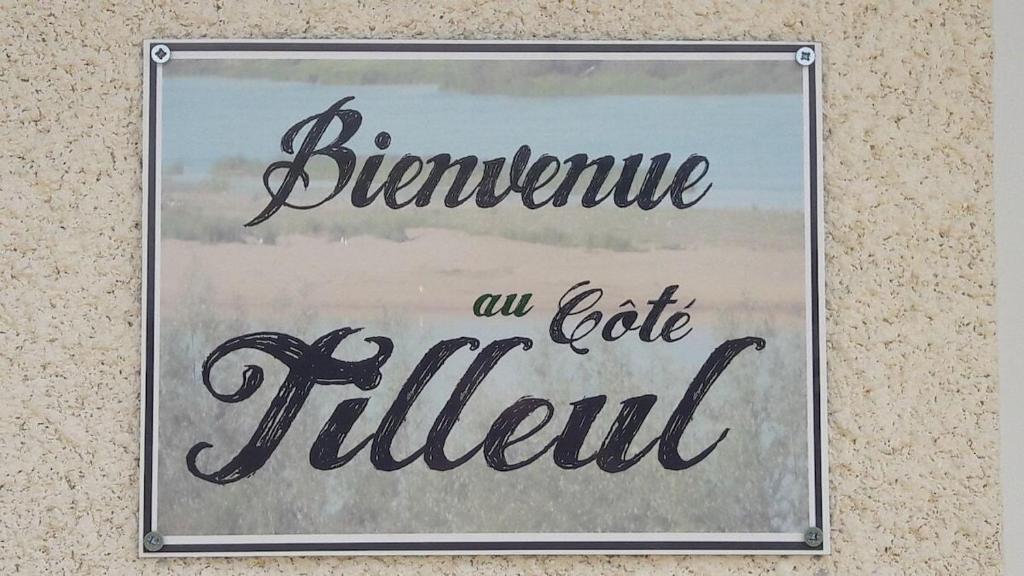 Bienvenue
au Côté
Tilleul